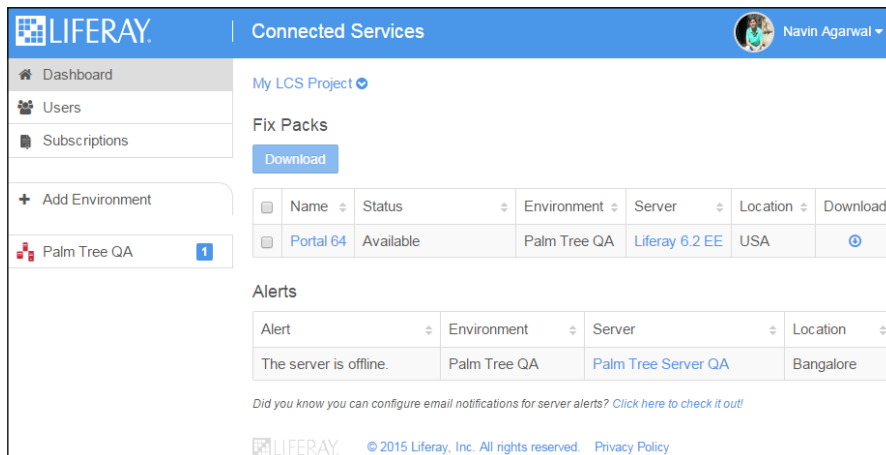 LIFERAY. Connected Services Navin Agarwal
Dashboard
Users
Subscriptions
Add Environment
Palm Tree QA 1
My LCS Project
Fix Packs
Download
Name Status Environment Server Location Download
Portal 64 Available Palm Tree QA Liferay 6.2 EE USA
Alerts
Alert Environment Server Location
The server is offline. Palm Tree QA Palm Tree Server QA Bangalore
Did you know you can configure email notifications for server alerts? Click here to check it out!
LIFERAY. © 2015 Liferay, Inc. All rights reserved. Privacy Policy